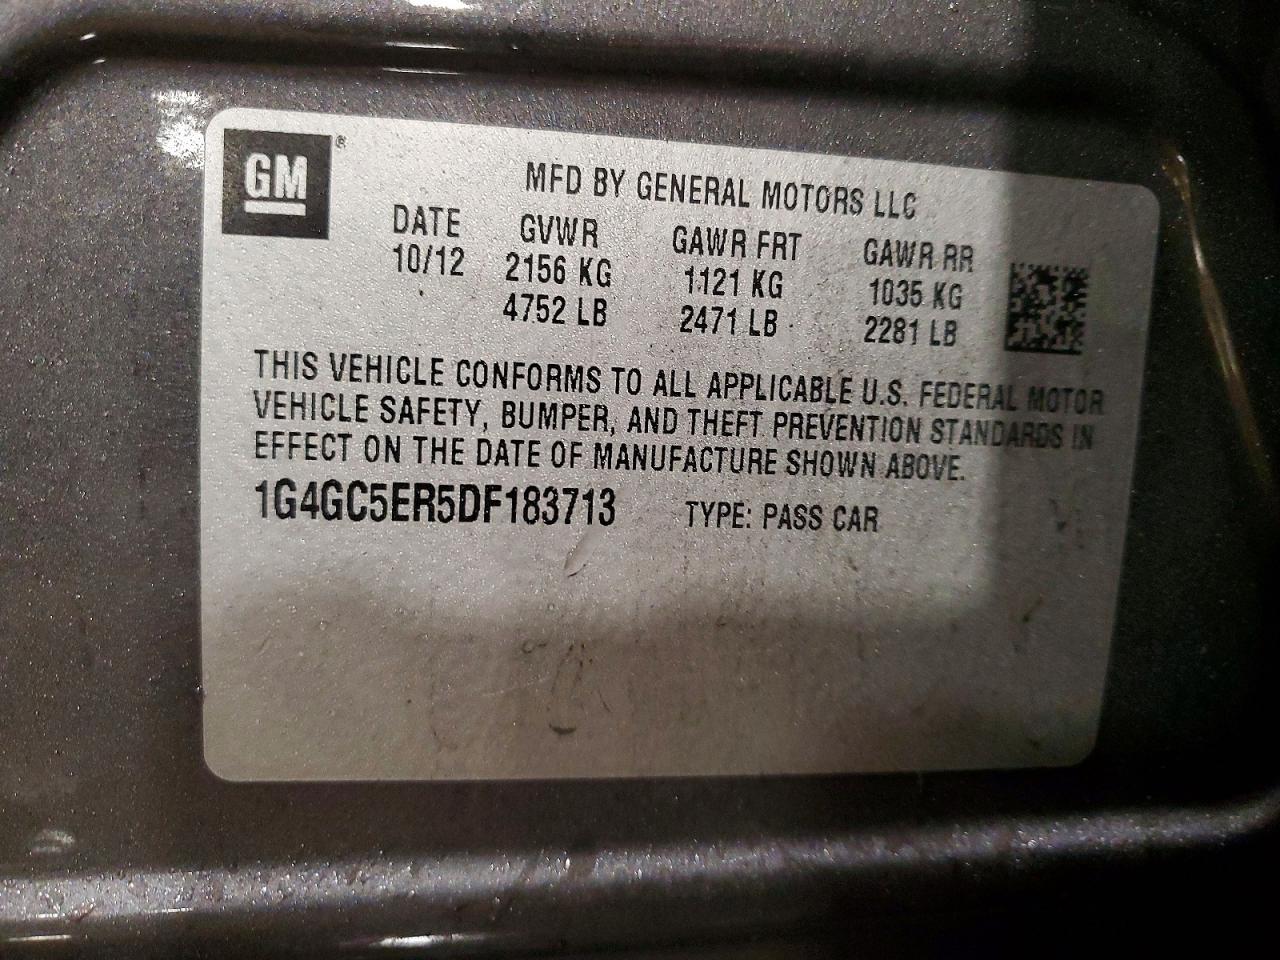 GM ®
MFD BY GENERAL MOTORS LLC
DATE GVWR GAWR FRT GAWR RR
10/12 2156 KG 1121 KG 1035 KG
4752 LB 2471 LB 2281 LB
THIS VEHICLE CONFORMS TO ALL APPLICABLE U.S. FEDERAL MOTOR
VEHICLE SAFETY, BUMPER, AND THEFT PREVENTION STANDARDS IN
EFFECT ON THE DATE OF MANUFACTURE SHOWN ABOVE.
1G4GC5ER5DF183713 TYPE: PASS CAR